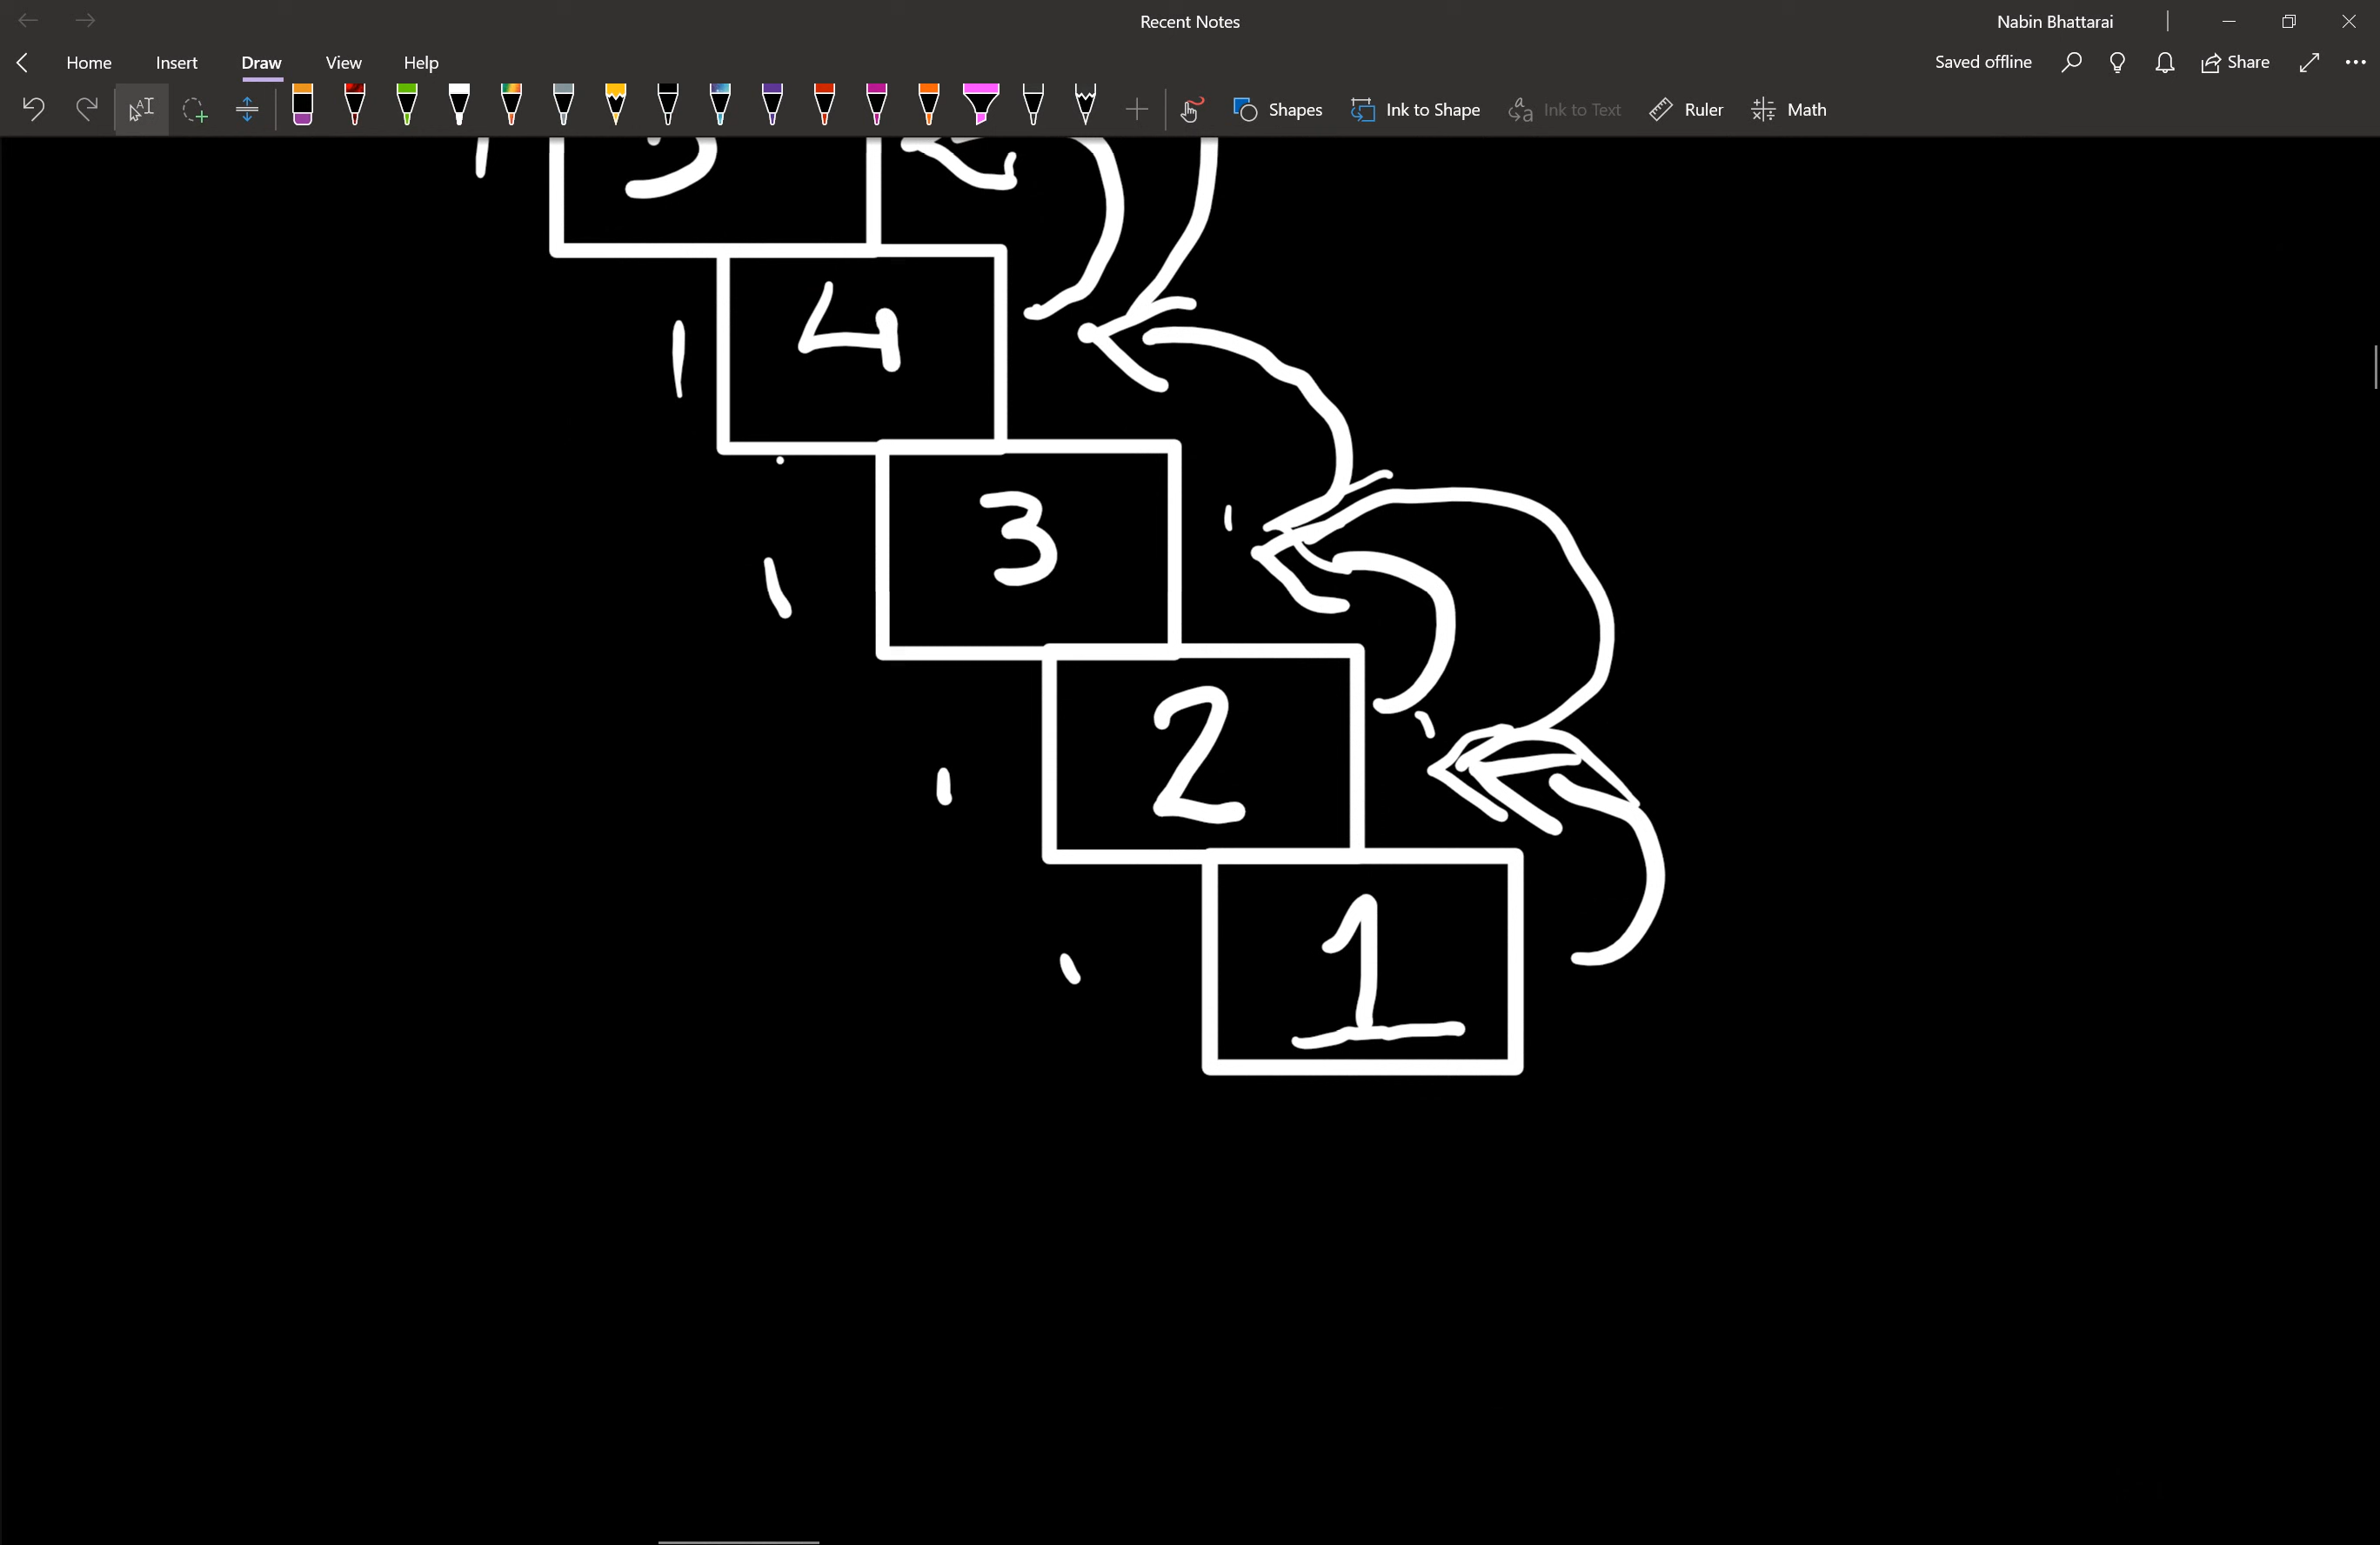 Recent Notes
Nabin Bhattarai
Home
Insert
Draw
View
Help
Saved offline
Share
Shapes
Ink to Shape
Ink to Text
Ruler
Math
4
3
2
1